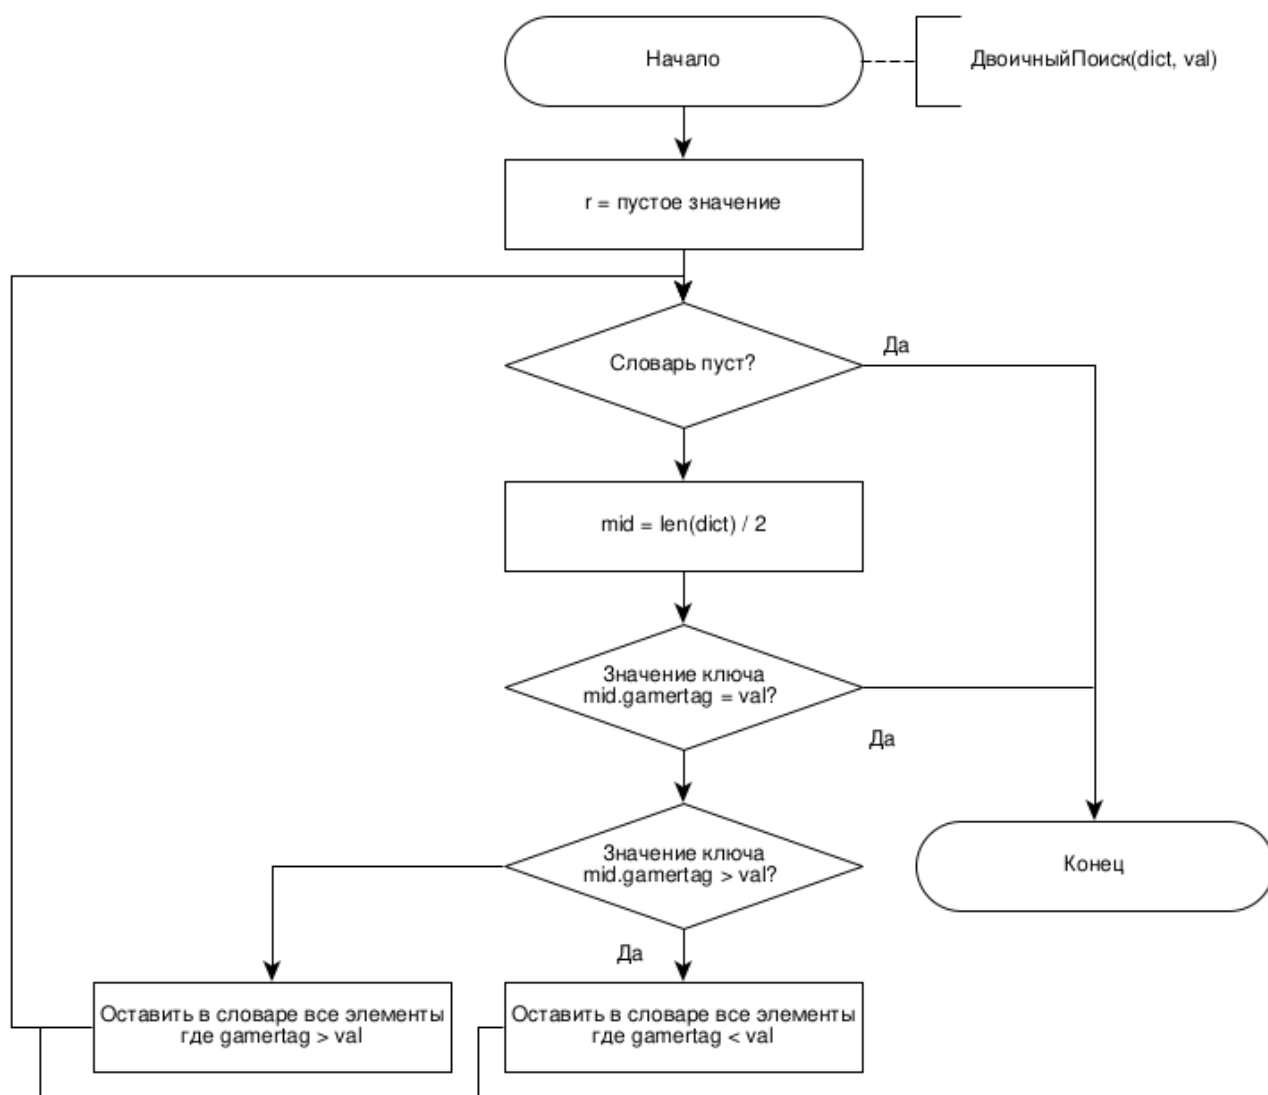 Начало
ДвоичныйПоиск(dict, val)
r = пустое значение
Словарь пуст?
Да
mid = len(dict) / 2
Значение ключа
mid.gamertag = val?
Да
Значение ключа
mid.gamertag > val?
Конец
Да
Оставить в словаре все элементы
где gamertag > val
Оставить в словаре все элементы
где gamertag < val